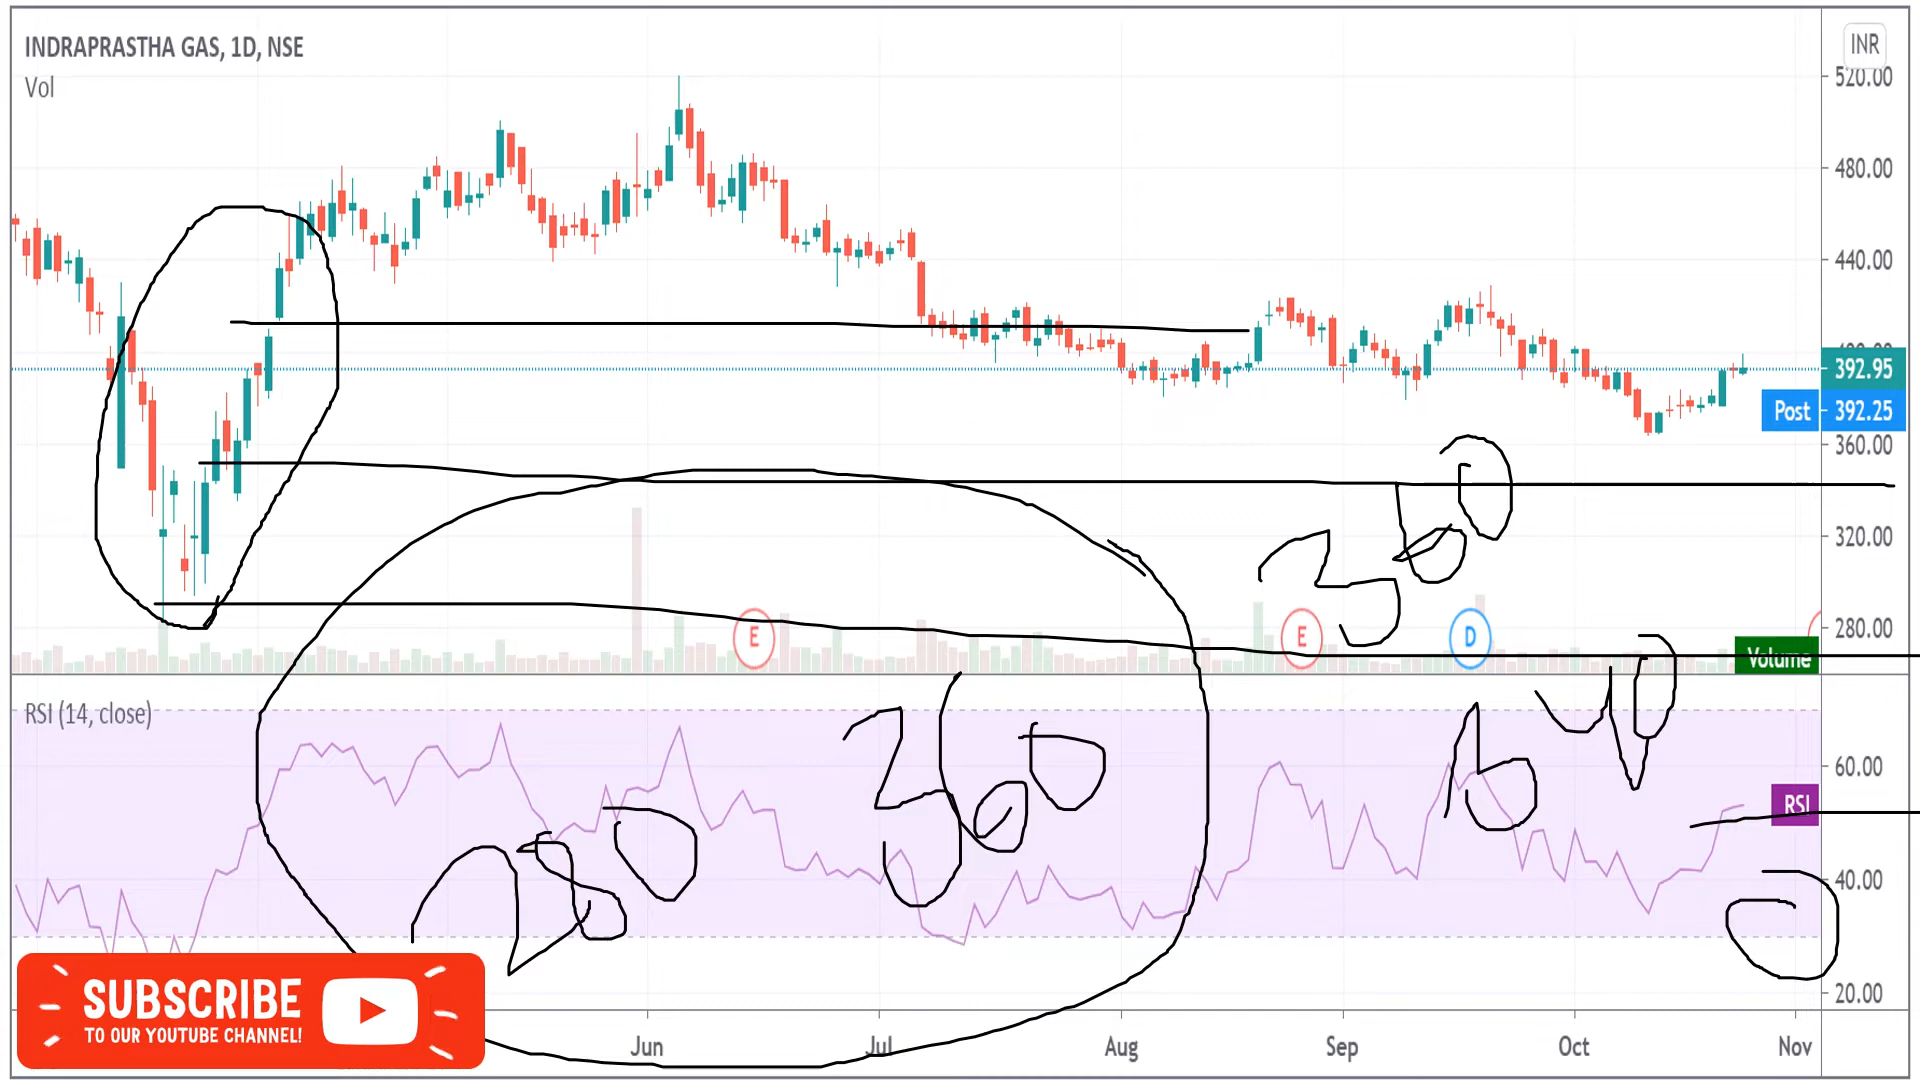 INDRAPRASTHA GAS, 1D, NSE
Vol
INR
520.00
480.00
440.00
392.95
Post 392.25
360.00
360
320.00
E
E
D
280.00
Volume
RSI (14, close)
360
60.00
RSI
280
40.00
20.00
SUBSCRIBE
TO OUR YOUTUBE CHANNEL!
Jun Jul Aug Sep Oct Nov